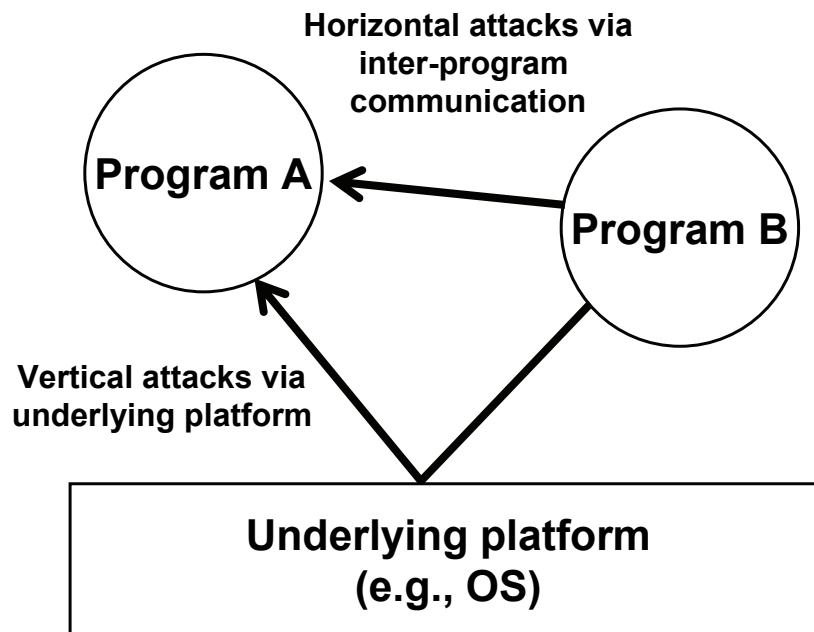 Horizontal attacks via
inter-program
communication
Program A
Program B
Vertical attacks via
underlying platform
Underlying platform
(e.g., OS)